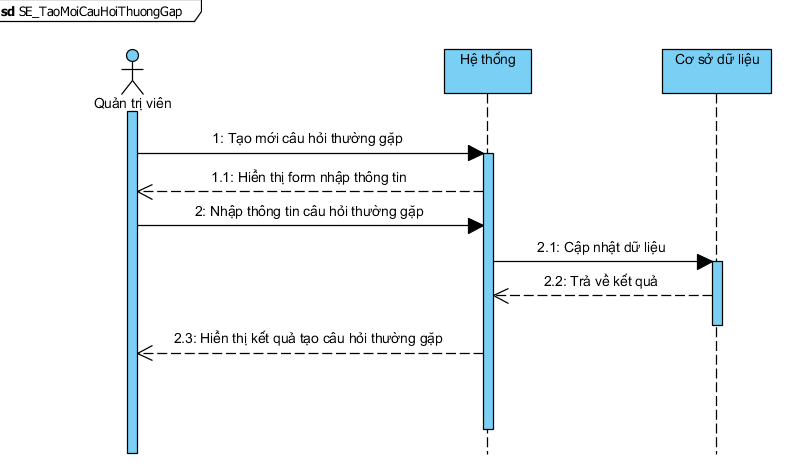 sd SE_TaoMoiCauHoiThuongGap
Hệ thống
Cơ sở dữ liệu
Quản trị viên
1: Tạo mới câu hỏi thường gặp
1.1: Hiển thị form nhập thông tin
2: Nhập thông tin câu hỏi thường gặp
2.1: Cập nhật dữ liệu
2.2: Trả về kết quả
2.3: Hiển thị kết quả tạo câu hỏi thường gặp